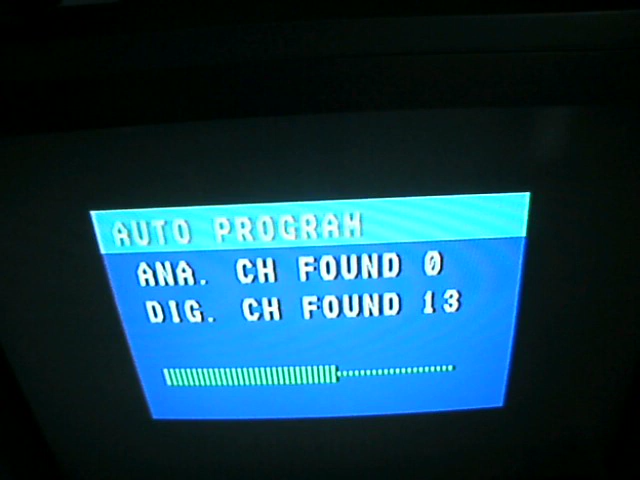 AUTO PROGRAM
ANA. CH FOUND 0
DIG. CH FOUND 13